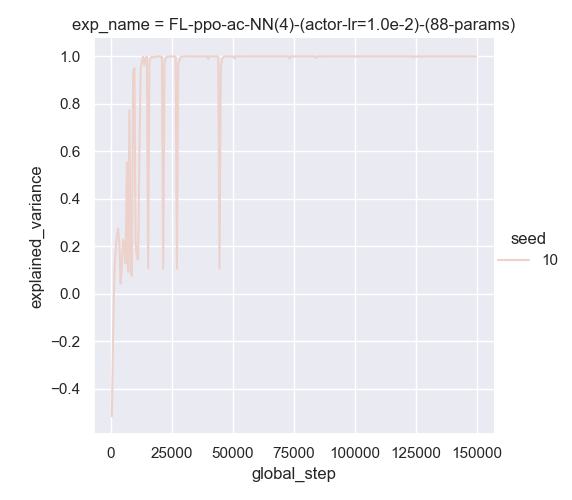 exp_name = FL-ppo-ac-NN(4)-(actor-lr=1.0e-2)-(88-params)
1.0
0.8
0.6
0.4
0.2
0.0
−0.2
−0.4
explained_variance
seed
10
0 25000 50000 75000 100000 125000 150000
global_step